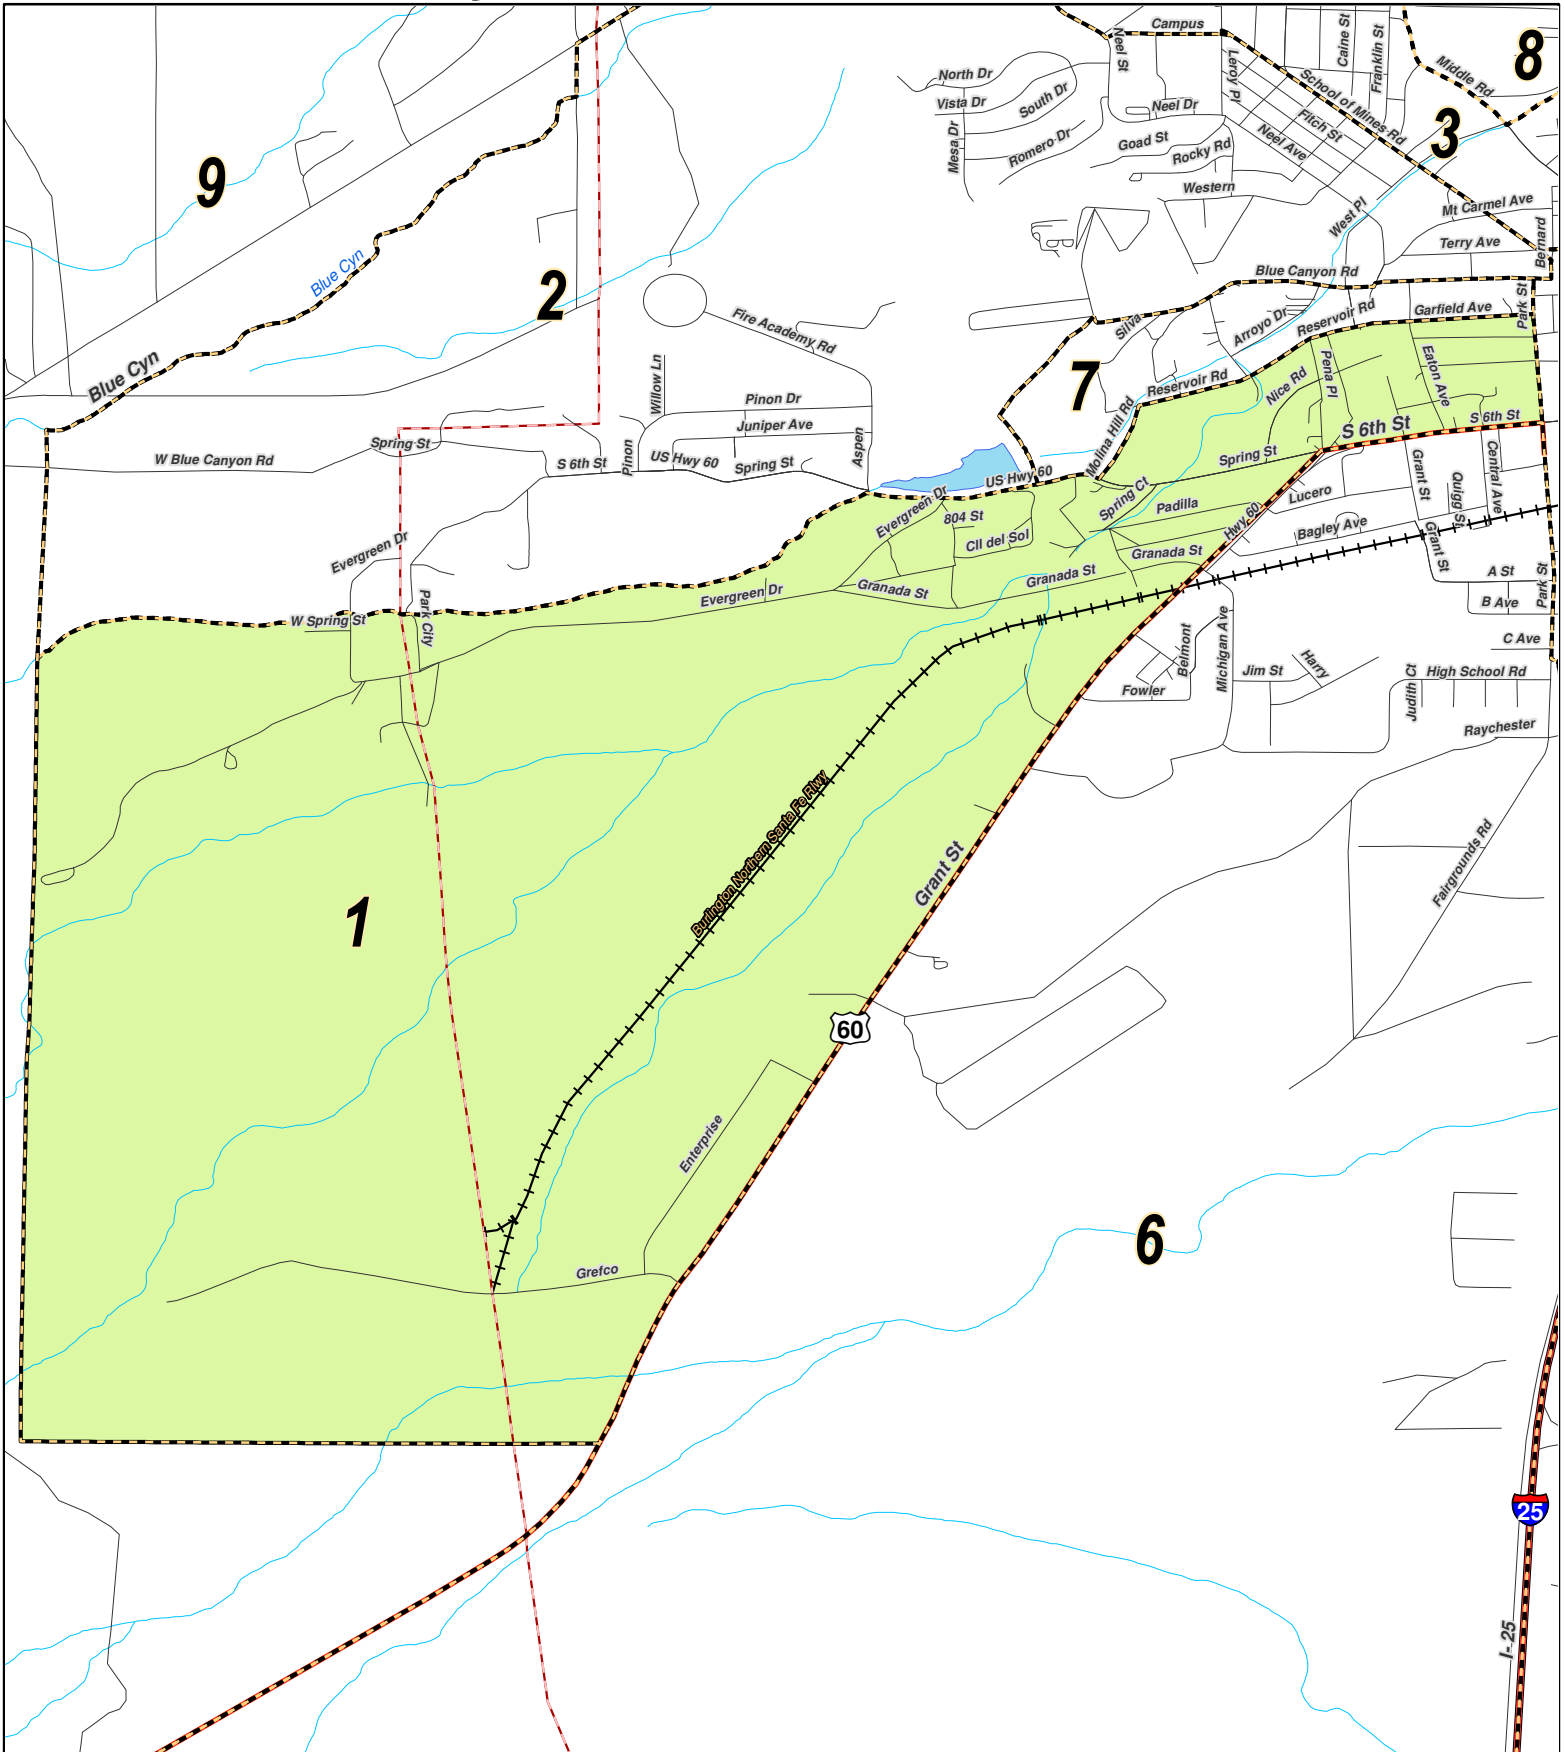 Campus
Neel St
Caine St
Franklin St
8
Middle Rd
Leroy Pl
School of Mines Rd
North Dr
Vista Dr
South Dr
Neel Dr
Fitch St
3
Mesa Dr
Romero Dr
Goad St
Neel Ave
Rocky Rd
9
Western
West Pl
Mt Carmel Ave
Terry Ave
Bernard
Blue Cyn
2
Blue Canyon Rd
Fire Academy Rd
Silva
Arroyo Dr
Reservoir Rd
Garfield Ave
Park St
Blue Cyn
Willow Ln
7
Reservoir Rd
Nice Rd
Pena Pl
Eaton Ave
Pinon Dr
Juniper Ave
Molina Hill Rd
S 6th St
S 6th St
Spring St
W Blue Canyon Rd
S 6th St
Pinon
US Hwy 60
Spring St
Aspen
US Hwy 60
Spring St
Grant St
Quigg St
Central Ave
Evergreen Dr
804 St
Spring Ct
Padilla
Hwy 60
Lucero
Bagley Ave
Cll del Sol
Granada St
Grant St
Evergreen Dr
Park City
W Spring St
Evergreen Dr
Granada St
Granada St
A St
B Ave
Park St
C Ave
Belmont
Michigan Ave
Fowler
Jim St
Harry
Judith Ct
High School Rd
Raychester
Burlington Northern Santa Fe Rlwy
Grant St
Fairgrounds Rd
1
60
Enterprise
6
Grefco
25
I-25